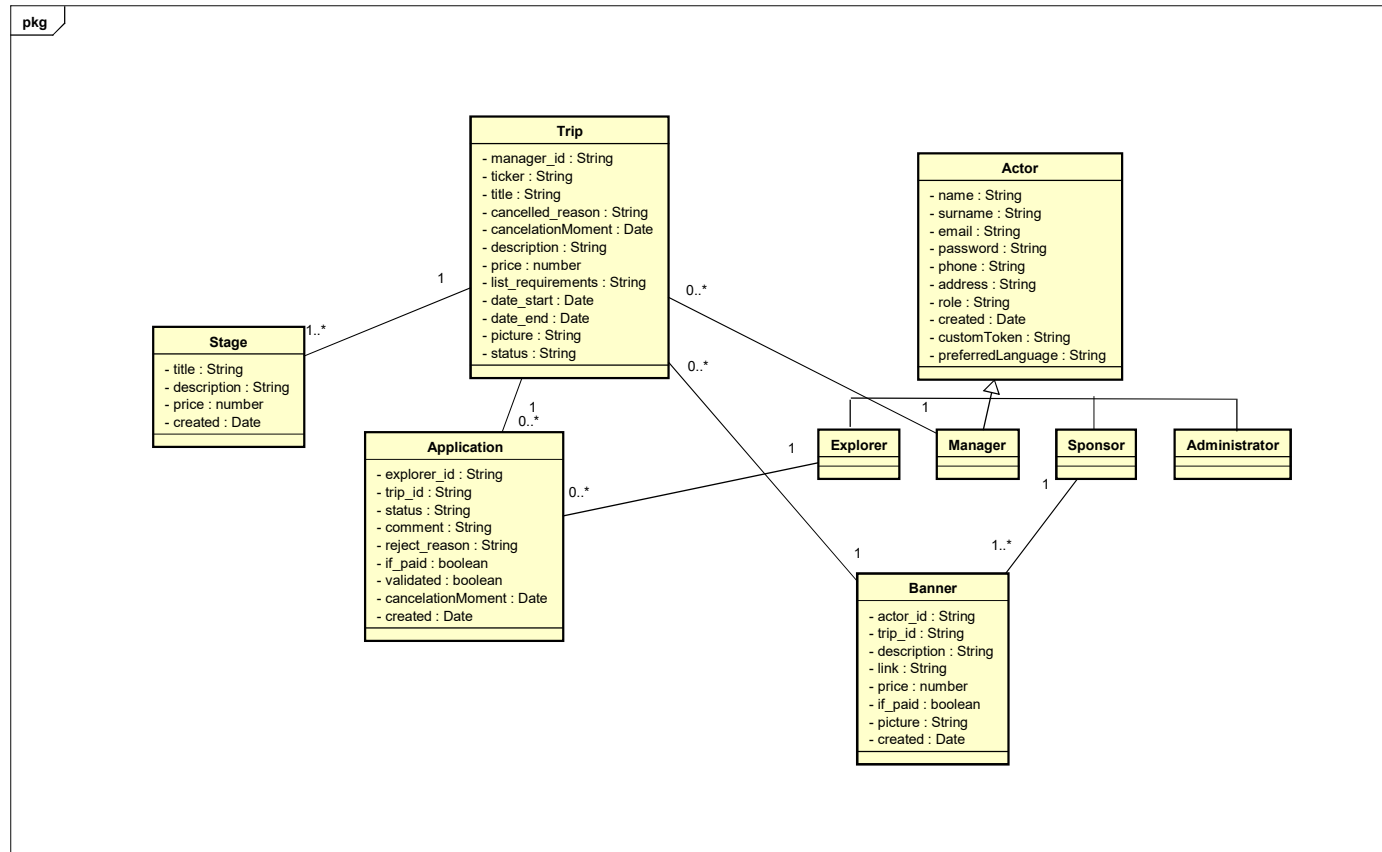 pkg
Trip
- manager_id : String
- ticker : String
- title : String
- cancelled_reason : String
- cancelationMoment : Date
- description : String
- price : number
- list_requirements : String
- date_start : Date
- date_end : Date
- picture : String
- status : String
Actor
- name : String
- surname : String
- email : String
- password : String
- phone : String
- address : String
- role : String
- created : Date
- customToken : String
- preferredLanguage : String
1
1..*
0..*
0..*
Stage
- title : String
- description : String
- price : number
- created : Date
1
0..*
1
Application
- explorer_id : String
- trip_id : String
- status : String
- comment : String
- reject_reason : String
- if_paid : boolean
- validated : boolean
- cancelationMoment : Date
- created : Date
1
0..*
Explorer
Manager
Sponsor
Administrator
1
1..*
1
Banner
- actor_id : String
- trip_id : String
- description : String
- link : String
- price : number
- if_paid : boolean
- picture : String
- created : Date